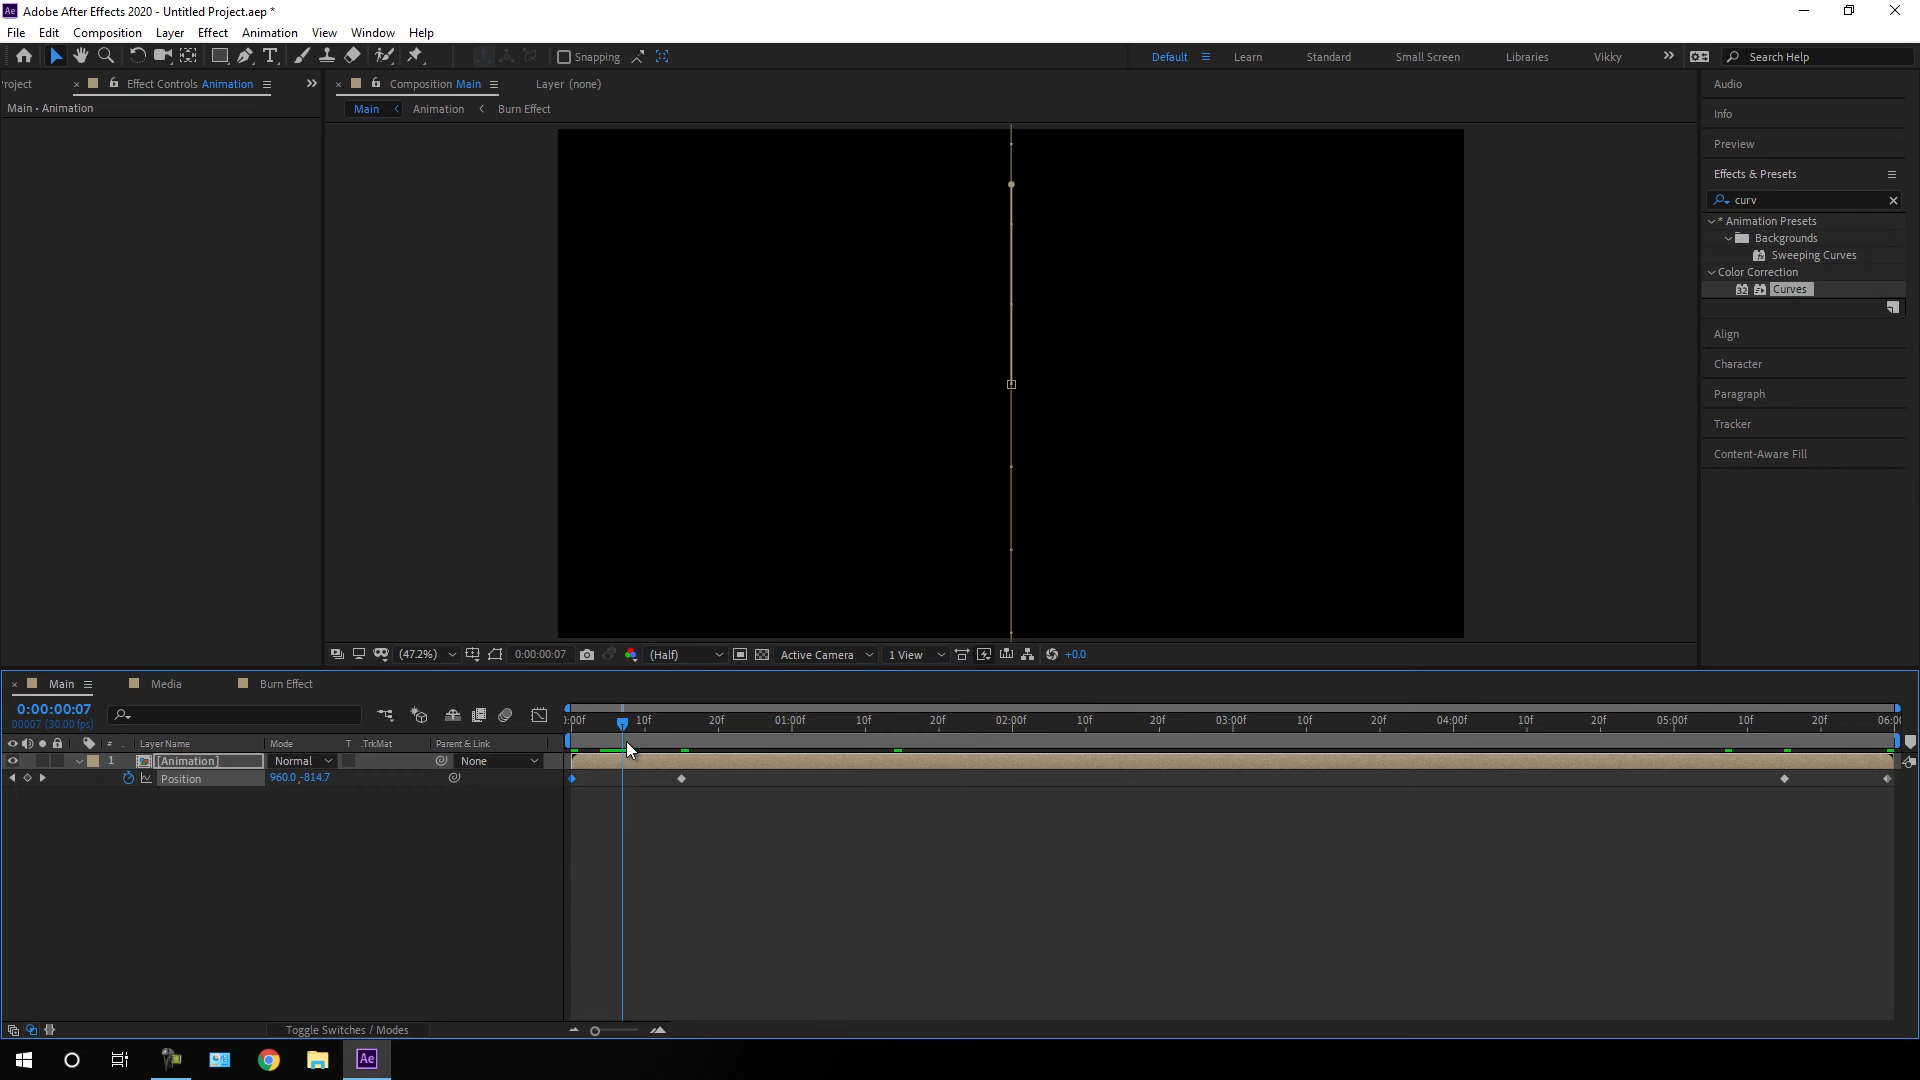 Adobe After Effects 2020 - Untitled Project.aep *
File Edit Composition Layer Effect Animation View Window Help
Snapping
Default Learn Standard Small Screen Libraries Vikky Search Help
roject Effect Controls Animation Composition Main Layer (none) Audio
Main • Animation
Main Animation Burn Effect
Info
Preview
Effects & Presets
curv
* Animation Presets
Backgrounds
Sweeping Curves
Color Correction
32 Curves
Align
Character
Paragraph
Tracker
Content-Aware Fill
(47.2%) 0:00:00:07 (Half) Active Camera 1 View +0.0
Main Media Burn Effect
0:00:00:07
00007 (30.00 fps)
):00f 10f 20f 01:00f 10f 20f 02:00f 10f 20f 03:00f 10f 20f 04:00f 10f 20f 05:00f 10f 20f 06:00
# . Layer Name Mode T .TrkMat Parent & Link
1 [Animation] Normal None
Position 960.0,-814.7
Toggle Switches / Modes
Ae